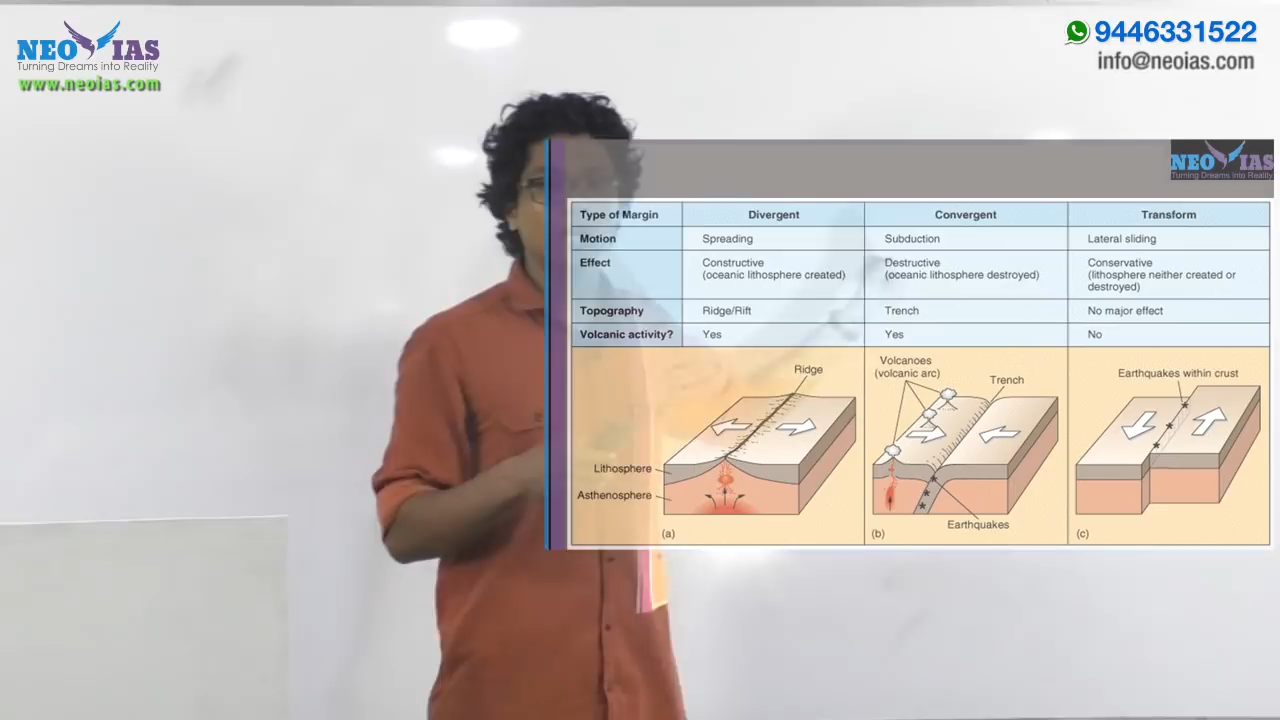 NEO IAS
Turning Dreams into Reality
www.neoias.com
9446331522
info@neoias.com
NEO IAS
Turning Dreams into Reality
Type of Margin Divergent Convergent Transform
Motion Spreading Subduction Lateral sliding
Effect Constructive Destructive Conservative
(oceanic lithosphere created) (oceanic lithosphere destroyed) (lithosphere neither created or
destroyed)
Topography Ridge/Rift Trench No major effect
Volcanic activity? Yes Yes No
Ridge
Lithosphere
Asthenosphere
(a)
Volcanoes
(volcanic arc)
Trench
Earthquakes
(b)
Earthquakes within crust
(c)